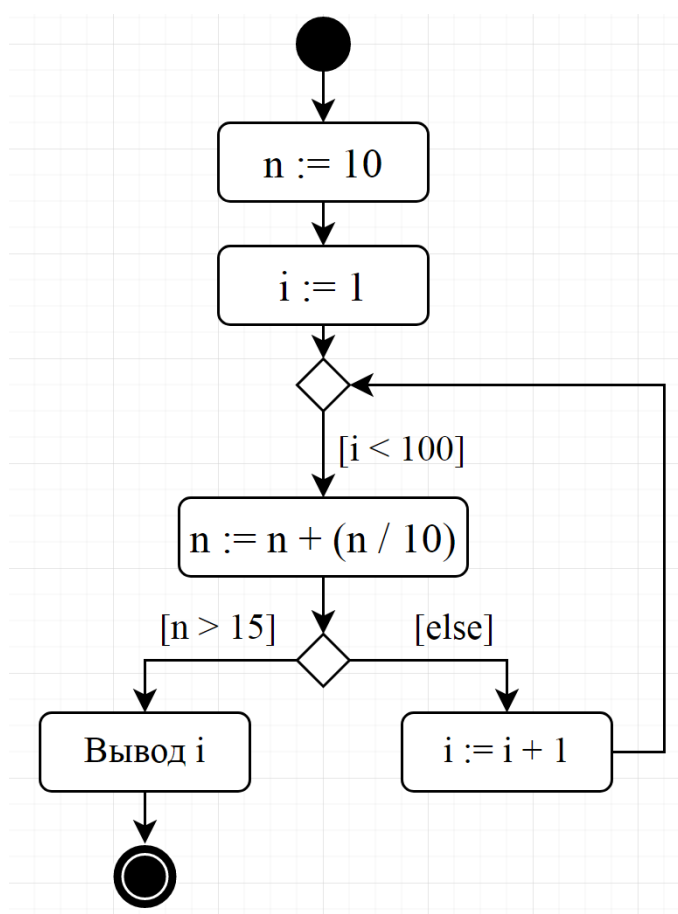 n := 10
i := 1
[i < 100]
n := n + (n / 10)
[n > 15]
[else]
Вывод i
i := i + 1